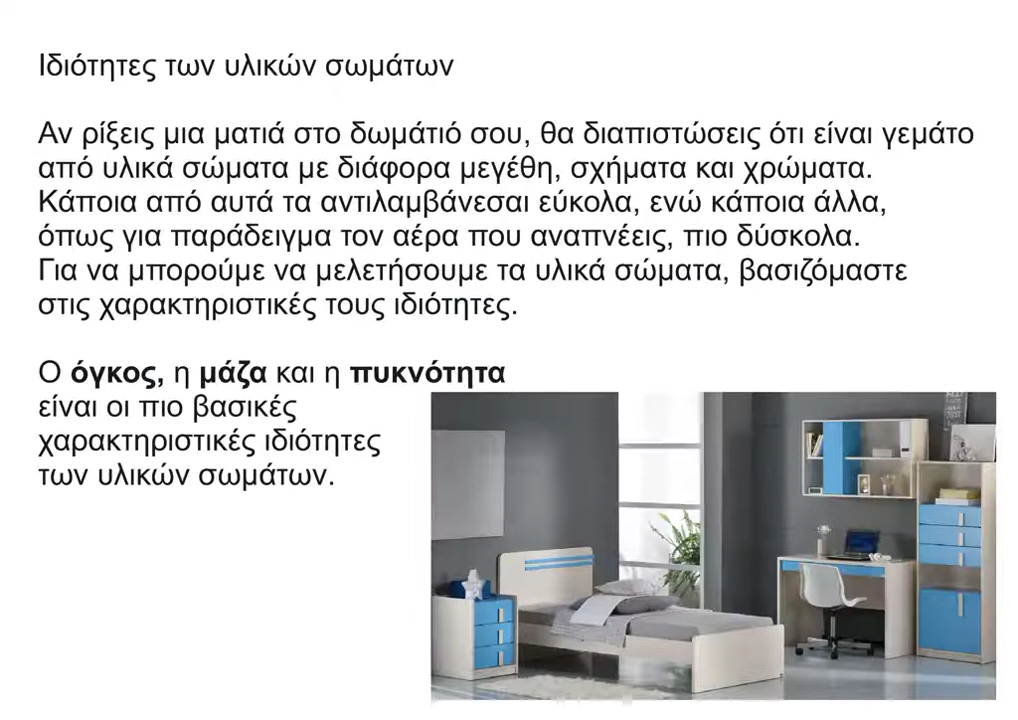 Ιδιότητες των υλικών σωμάτων
Αν ρίξεις μια ματιά στο δωμάτιό σου, θα διαπιστώσεις ότι είναι γεμάτο
από υλικά σώματα με διάφορα μεγέθη, σχήματα και χρώματα.
Κάποια από αυτά τα αντιλαμβάνεσαι εύκολα, ενώ κάποια άλλα,
όπως για παράδειγμα τον αέρα που αναπνέεις, πιο δύσκολα.
Για να μπορούμε να μελετήσουμε τα υλικά σώματα, βασιζόμαστε
στις χαρακτηριστικές τους ιδιότητες.
Ο όγκος, η μάζα και η πυκνότητα
είναι οι πιο βασικές
χαρακτηριστικές ιδιότητες
των υλικών σωμάτων.